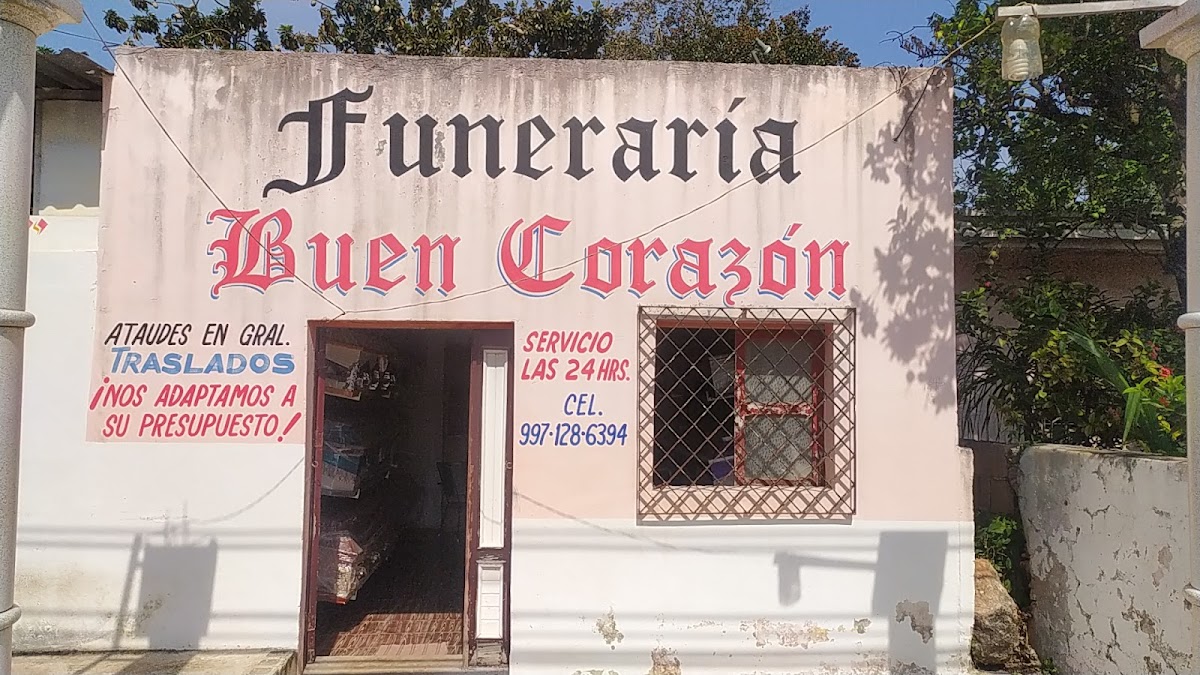 Funeraria
Buen Corazón
ATAUDES EN GRAL.
TRASLADOS
¡NOS ADAPTAMOS A
SU PRESUPUESTO!
SERVICIO
LAS 24 HRS.
CEL.
997·128·6394